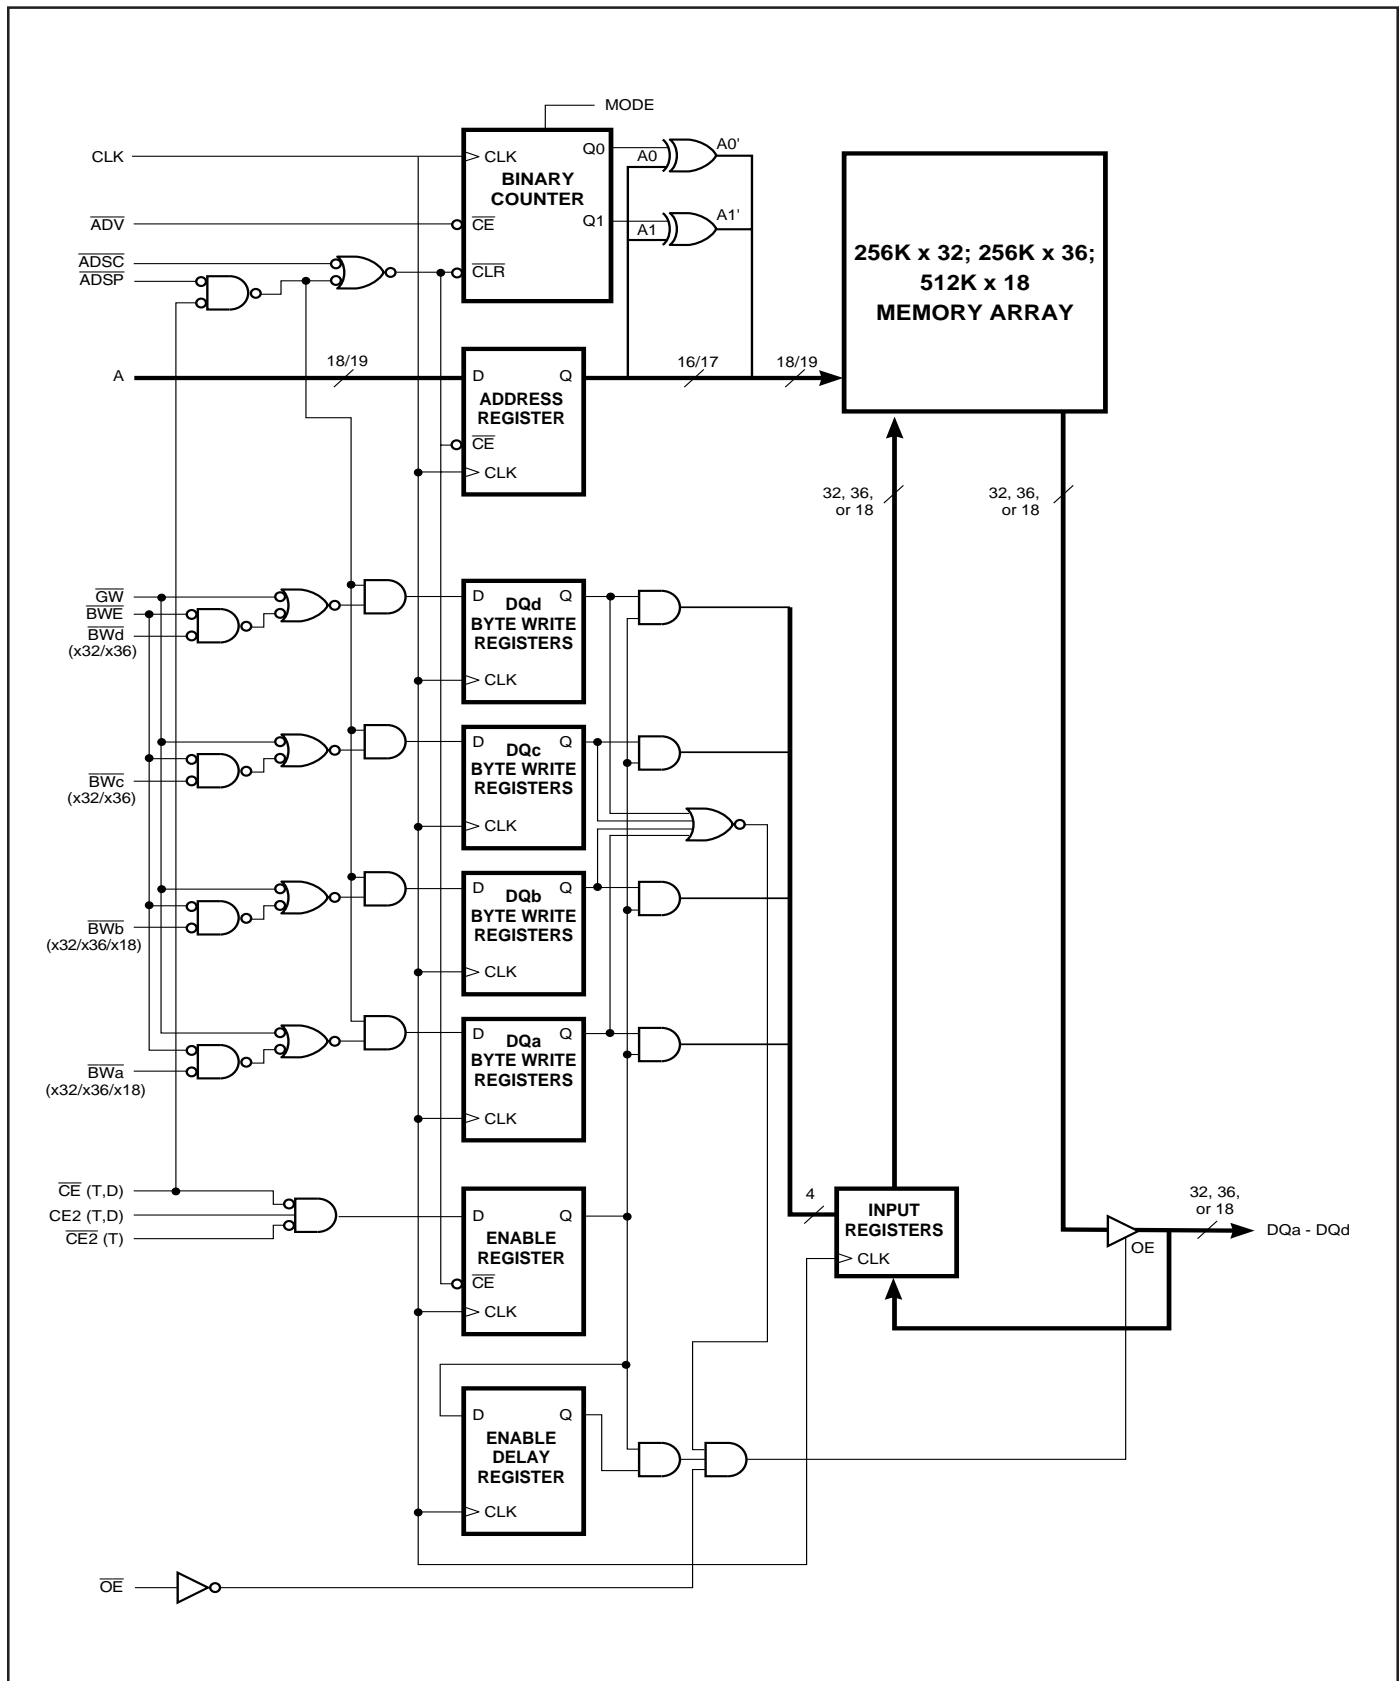 MODE
CLK
CLK
BINARY
COUNTER
Q0
A0
A0'
ADV
CE
Q1
A1
A1'
ADSC
ADSP
CLR
256K x 32; 256K x 36;
512K x 18
MEMORY ARRAY
A
18/19
D
Q
ADDRESS
REGISTER
CE
CLK
16/17
18/19
32, 36,
or 18
32, 36,
or 18
GW
BWE
BWd
(x32/x36)
D
DQd
Q
BYTE WRITE
REGISTERS
CLK
BWc
(x32/x36)
D
DQc
Q
BYTE WRITE
REGISTERS
CLK
BWb
(x32/x36/x18)
D
DQb
Q
BYTE WRITE
REGISTERS
CLK
BWa
(x32/x36/x18)
D
DQa
Q
BYTE WRITE
REGISTERS
CLK
CE (T,D)
CE2 (T,D)
CE2 (T)
D
Q
ENABLE
REGISTER
CE
CLK
4
INPUT
REGISTERS
CLK
OE
32, 36,
or 18
DQa - DQd
D
Q
ENABLE
DELAY
REGISTER
CLK
OE